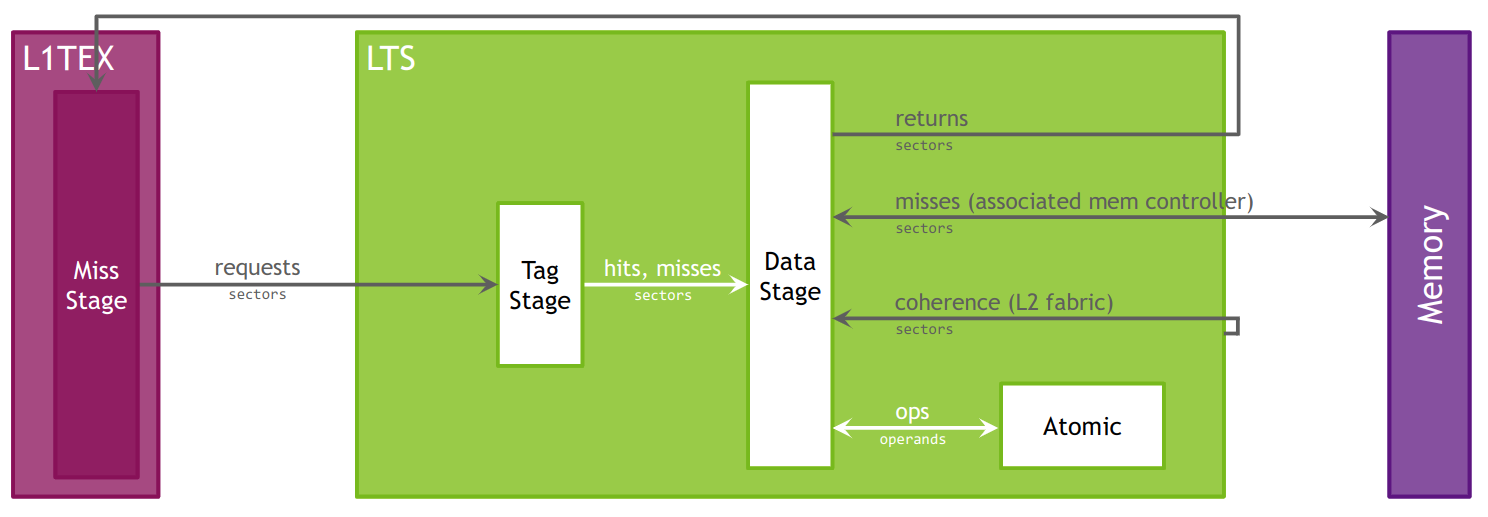 L1TEX
Miss
Stage
requests
sectors
LTS
Tag
Stage
hits, misses
sectors
Data
Stage
returns
sectors
misses (associated mem controller)
sectors
coherence (L2 fabric)
sectors
ops
operands
Atomic
Memory